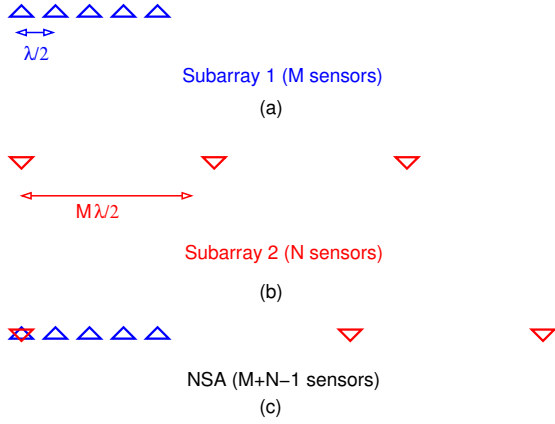 λ/2
Subarray 1 (M sensors)
(a)
Mλ/2
Subarray 2 (N sensors)
(b)
NSA (M+N−1 sensors)
(c)